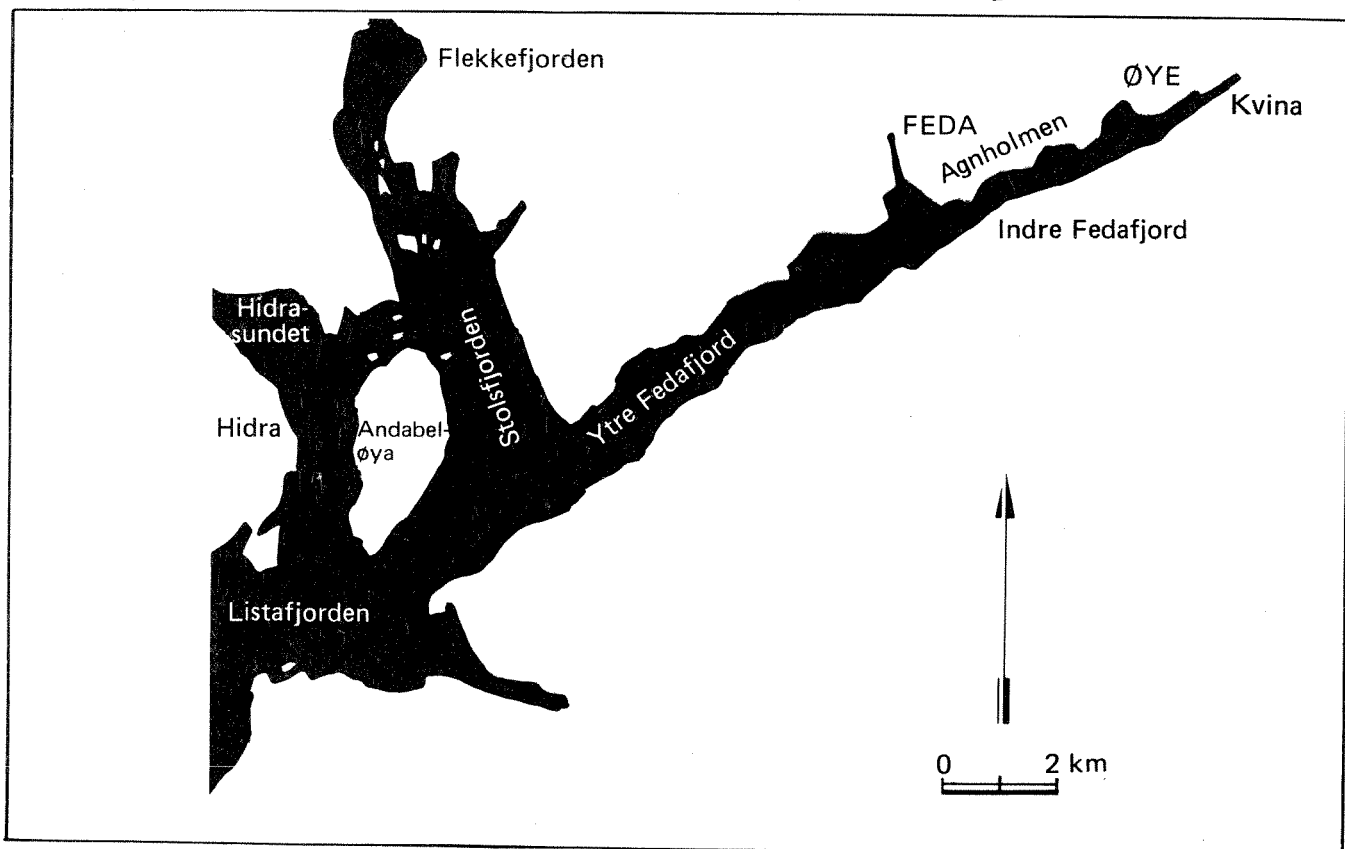 Flekkefjorden
ØYE
Kvina
FEDA
Agnholmen
Indre Fedafjord
Hidra-
sundet
Stolsfjorden
Ytre Fedafjord
Hidra
Andabel-
øya
Listafjorden
0 2 km